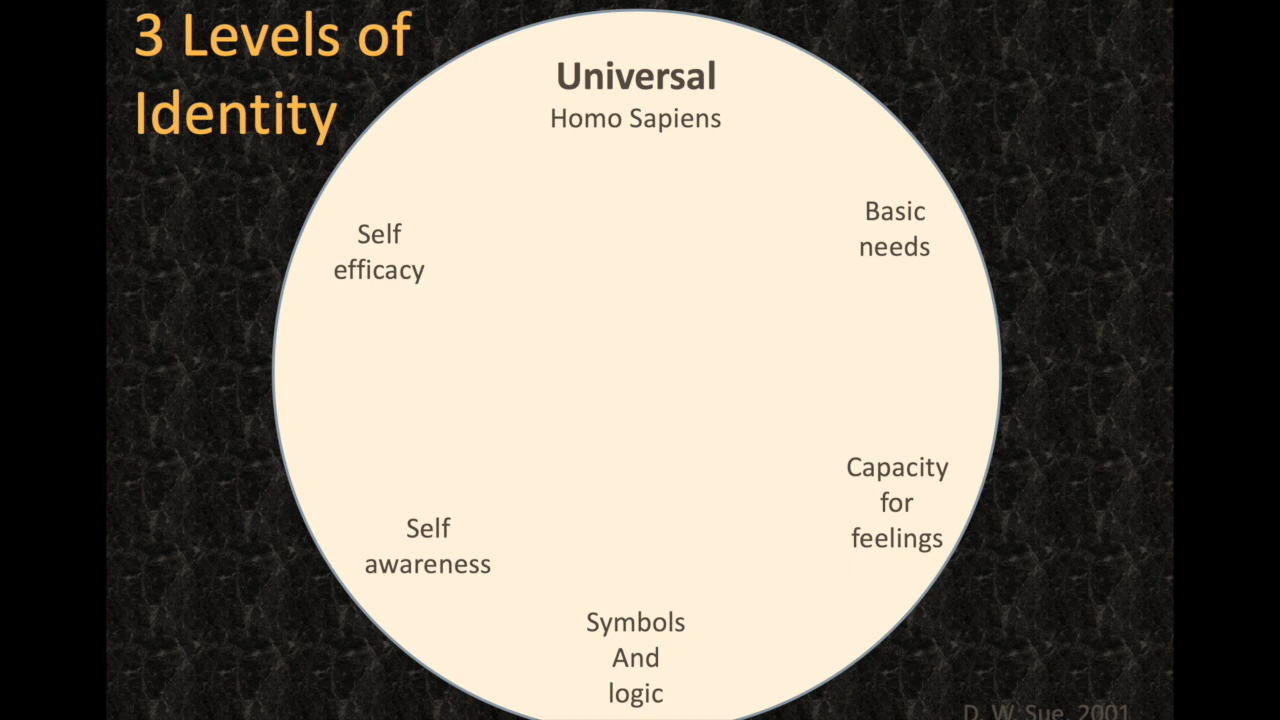 3 Levels of
Identity
Universal
Homo Sapiens
Basic
needs
Self
efficacy
Capacity
for
feelings
Self
awareness
Symbols
And
logic
D. W. Sue, 2001